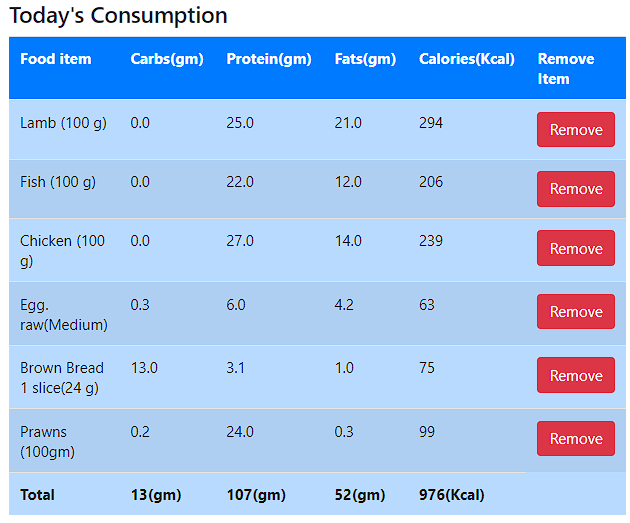 Today's Consumption
Food item Carbs(gm) Protein(gm) Fats(gm) Calories(Kcal) Remove
Item
Lamb (100 g) 0.0 25.0 21.0 294 Remove
Fish (100 g) 0.0 22.0 12.0 206 Remove
Chicken (100 0.0 27.0 14.0 239 Remove
g)
Egg. 0.3 6.0 4.2 63 Remove
raw(Medium)
Brown Bread 13.0 3.1 1.0 75 Remove
1 slice(24 g)
Prawns 0.2 24.0 0.3 99 Remove
(100gm)
Total 13(gm) 107(gm) 52(gm) 976(Kcal)